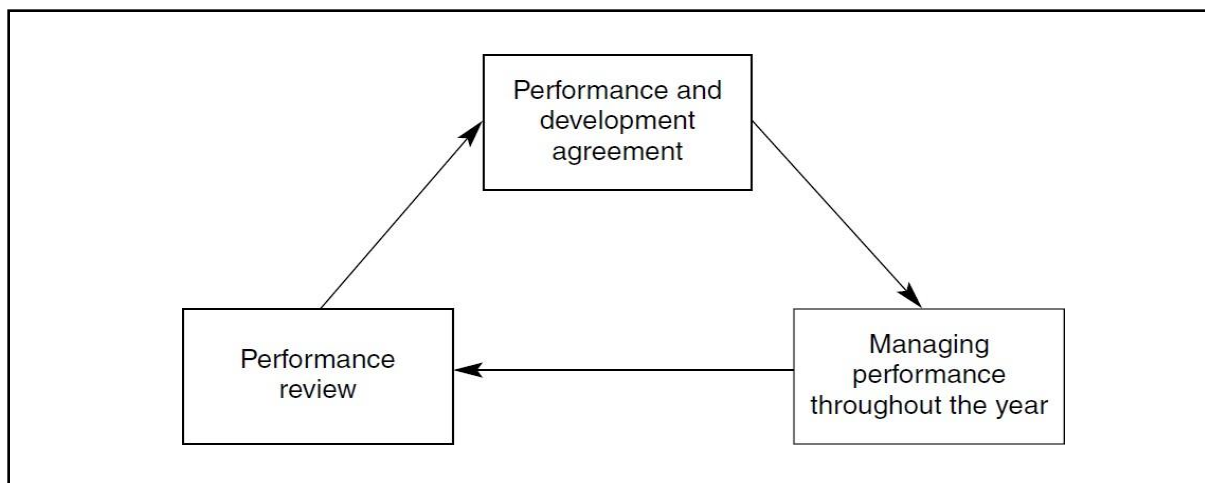 Performance and
development
agreement
Performance
review
Managing
performance
throughout the year